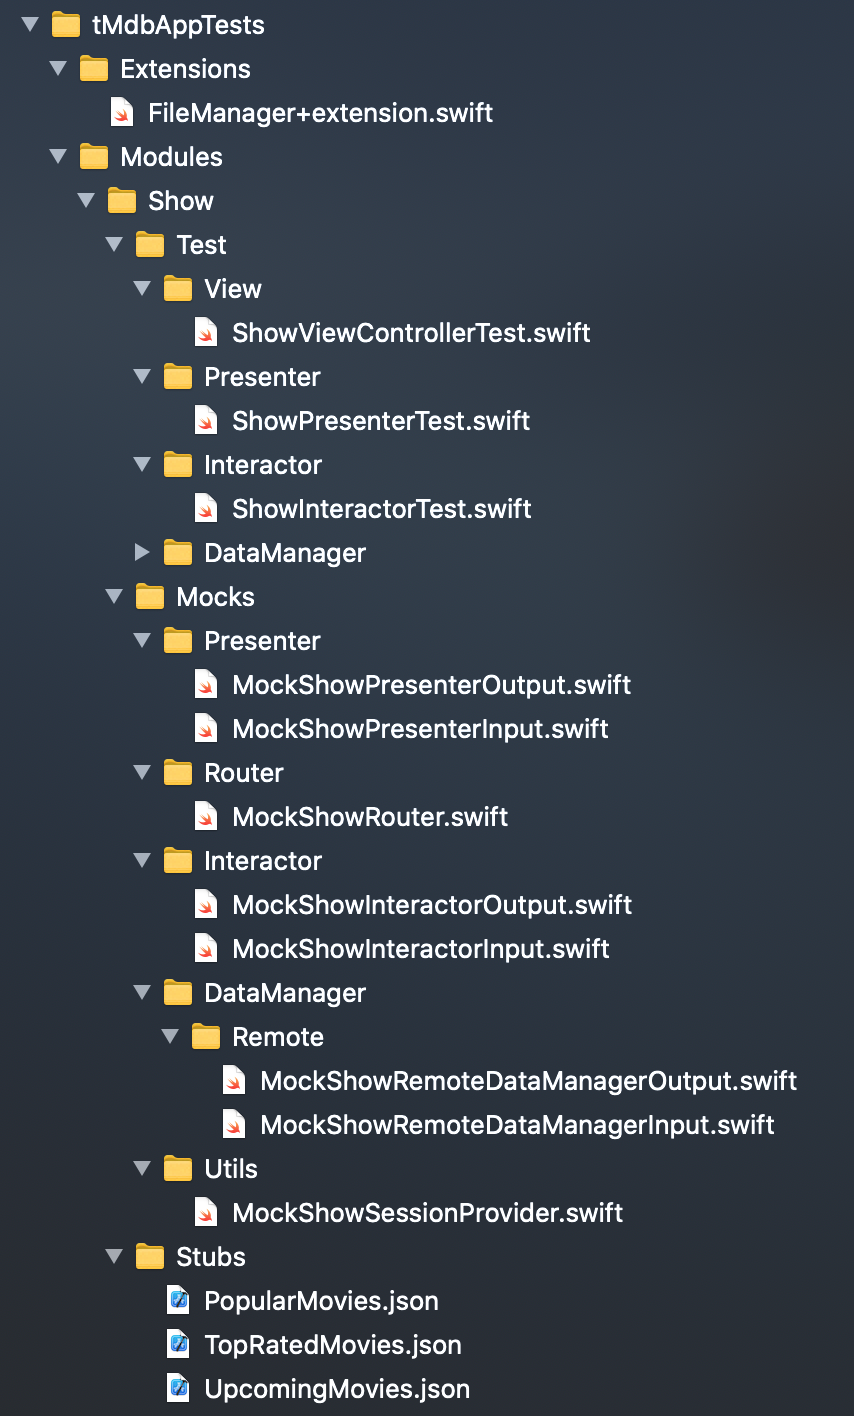 tMdbAppTests
Extensions
FileManager+extension.swift
Modules
Show
Test
View
ShowViewControllerTest.swift
Presenter
ShowPresenterTest.swift
Interactor
ShowInteractorTest.swift
DataManager
Mocks
Presenter
MockShowPresenterOutput.swift
MockShowPresenterInput.swift
Router
MockShowRouter.swift
Interactor
MockShowInteractorOutput.swift
MockShowInteractorInput.swift
DataManager
Remote
MockShowRemoteDataManagerOutput.swift
MockShowRemoteDataManagerInput.swift
Utils
MockShowSessionProvider.swift
Stubs
PopularMovies.json
TopRatedMovies.json
UpcomingMovies.json